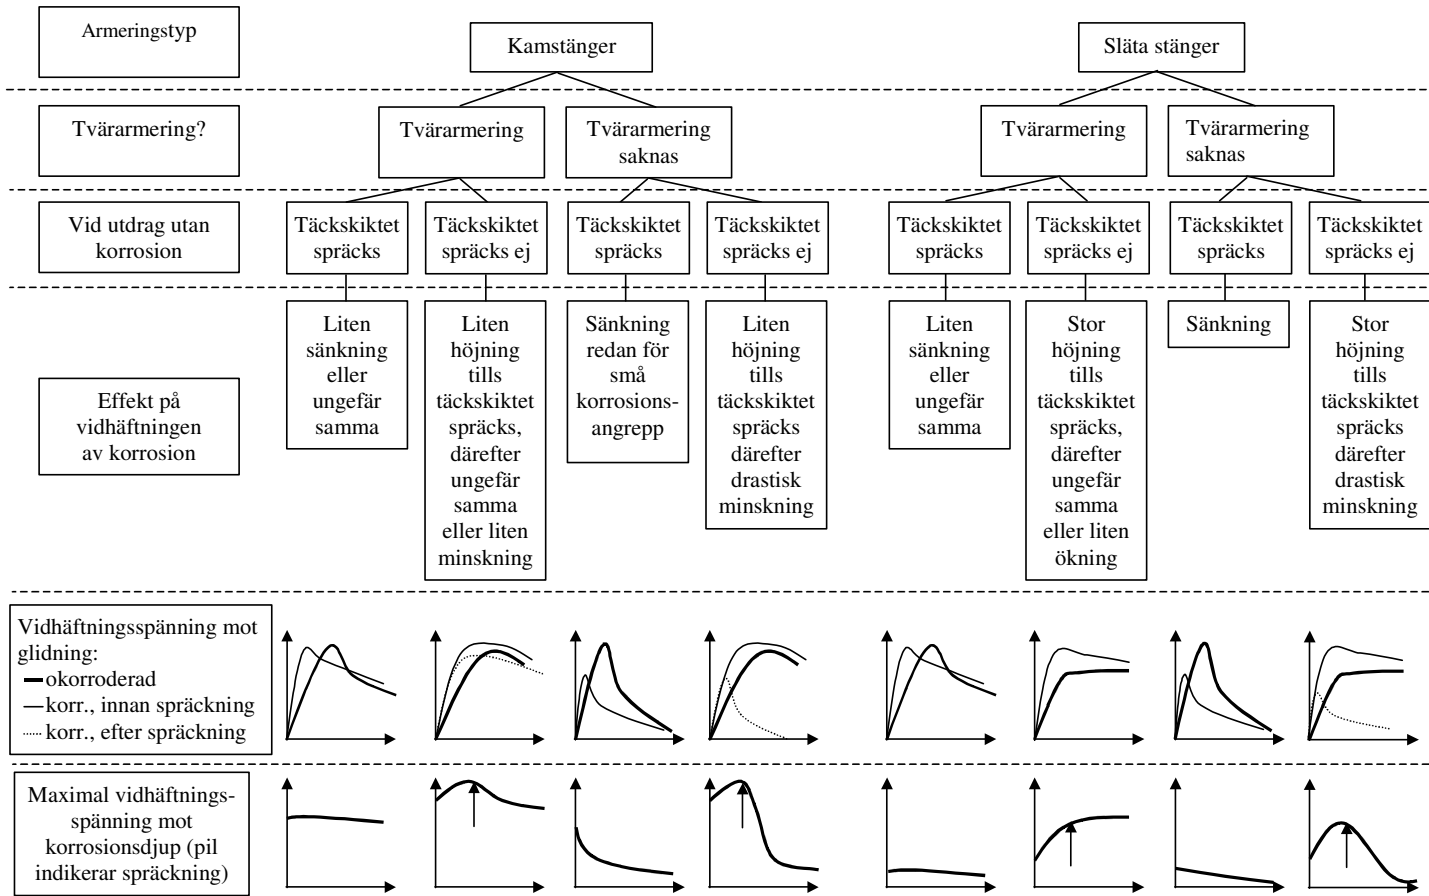 Armeringstyp
Kamstänger
Släta stänger
Tvärarmering?
Tvärarmering
Tvärarmering
saknas
Tvärarmering
Tvärarmering
saknas
Vid utdrag utan
korrosion
Täckskiktet
spräcks
Täckskiktet
spräcks ej
Täckskiktet
spräcks
Täckskiktet
spräcks ej
Täckskiktet
spräcks
Täckskiktet
spräcks ej
Täckskiktet
spräcks
Täckskiktet
spräcks ej
Effekt på
vidhäftningen
av korrosion
Liten
sänkning
eller
ungefär
samma
Liten
höjning
tills
täckskiktet
spräcks,
därefter
ungefär
samma
eller liten
minskning
Sänkning
redan för
små
korrosions-
angrepp
Liten
höjning
tills
täckskiktet
spräcks
därefter
drastisk
minskning
Liten
sänkning
eller
ungefär
samma
Stor
höjning
tills
täckskiktet
spräcks,
därefter
ungefär
samma
eller liten
ökning
Sänkning
Stor
höjning
tills
täckskiktet
spräcks
därefter
drastisk
minskning
Vidhäftningsspänning mot
glidning:
okorroderad
korr., innan spräckning
korr., efter spräckning
Maximal vidhäftnings-
spänning mot
korrosionsdjup (pil
indikerar spräckning)